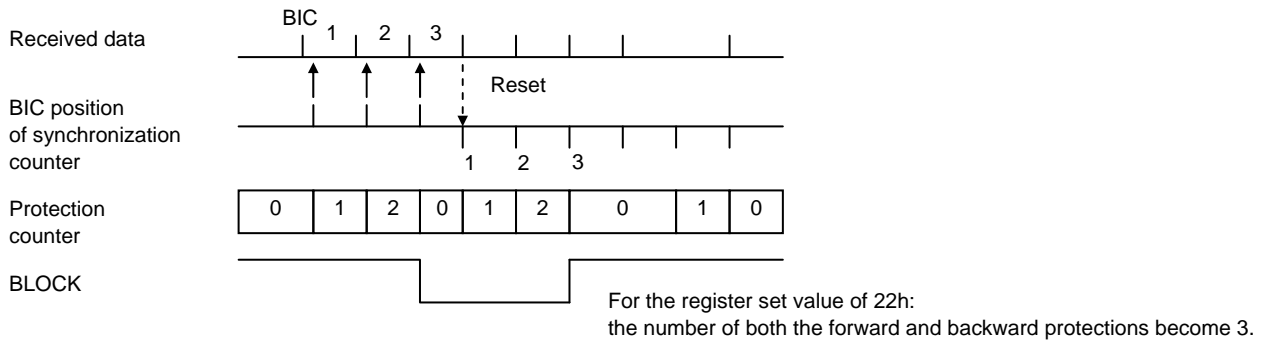 BIC
Received data
1 2 3
Reset
BIC position
of synchronization
counter
1 2 3
Protection
counter
0 1 2 0 1 2 0 1 0
BLOCK
For the register set value of 22h:
the number of both the forward and backward protections become 3.